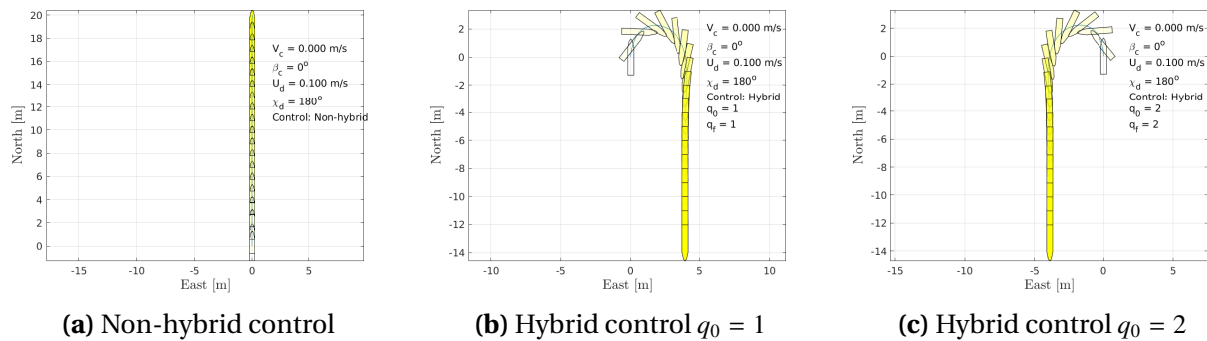 20
18
16
14
12
10
8
6
4
2
0
North [m]
-15
-10
-5
0
5
East [m]
V_c = 0.000 m/s
β_c = 0°
U_d = 0.100 m/s
χ_d = 180°
Control: Non-hybrid
(a) Non-hybrid control
2
0
-2
-4
-6
-8
-10
-12
-14
North [m]
-10
-5
0
5
10
East [m]
V_c = 0.000 m/s
β_c = 0°
U_d = 0.100 m/s
χ_d = 180°
Control: Hybrid
q_0 = 1
q_f = 1
(b) Hybrid control q_0 = 1
2
0
-2
-4
-6
-8
-10
-12
-14
North [m]
-15
-10
-5
0
5
East [m]
V_c = 0.000 m/s
β_c = 0°
U_d = 0.100 m/s
χ_d = 180°
Control: Hybrid
q_0 = 2
q_f = 2
(c) Hybrid control q_0 = 2